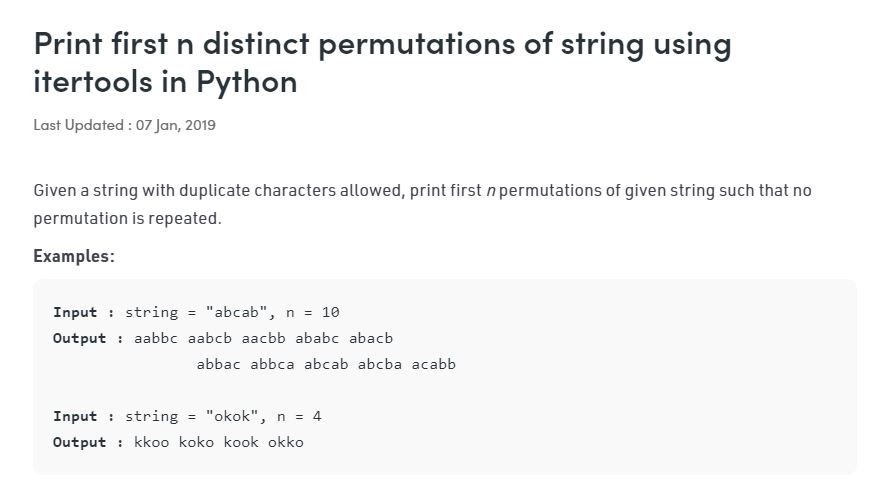 Print first n distinct permutations of string using
itertools in Python
Last Updated : 07 Jan, 2019
Given a string with duplicate characters allowed, print first n permutations of given string such that no
permutation is repeated.
Examples:
Input : string = "abcab", n = 10
Output : aabbc aabcb aacbb ababc abacb
abbac abbca abcab abcba acabb
Input : string = "okok", n = 4
Output : kkoo koko kook okko